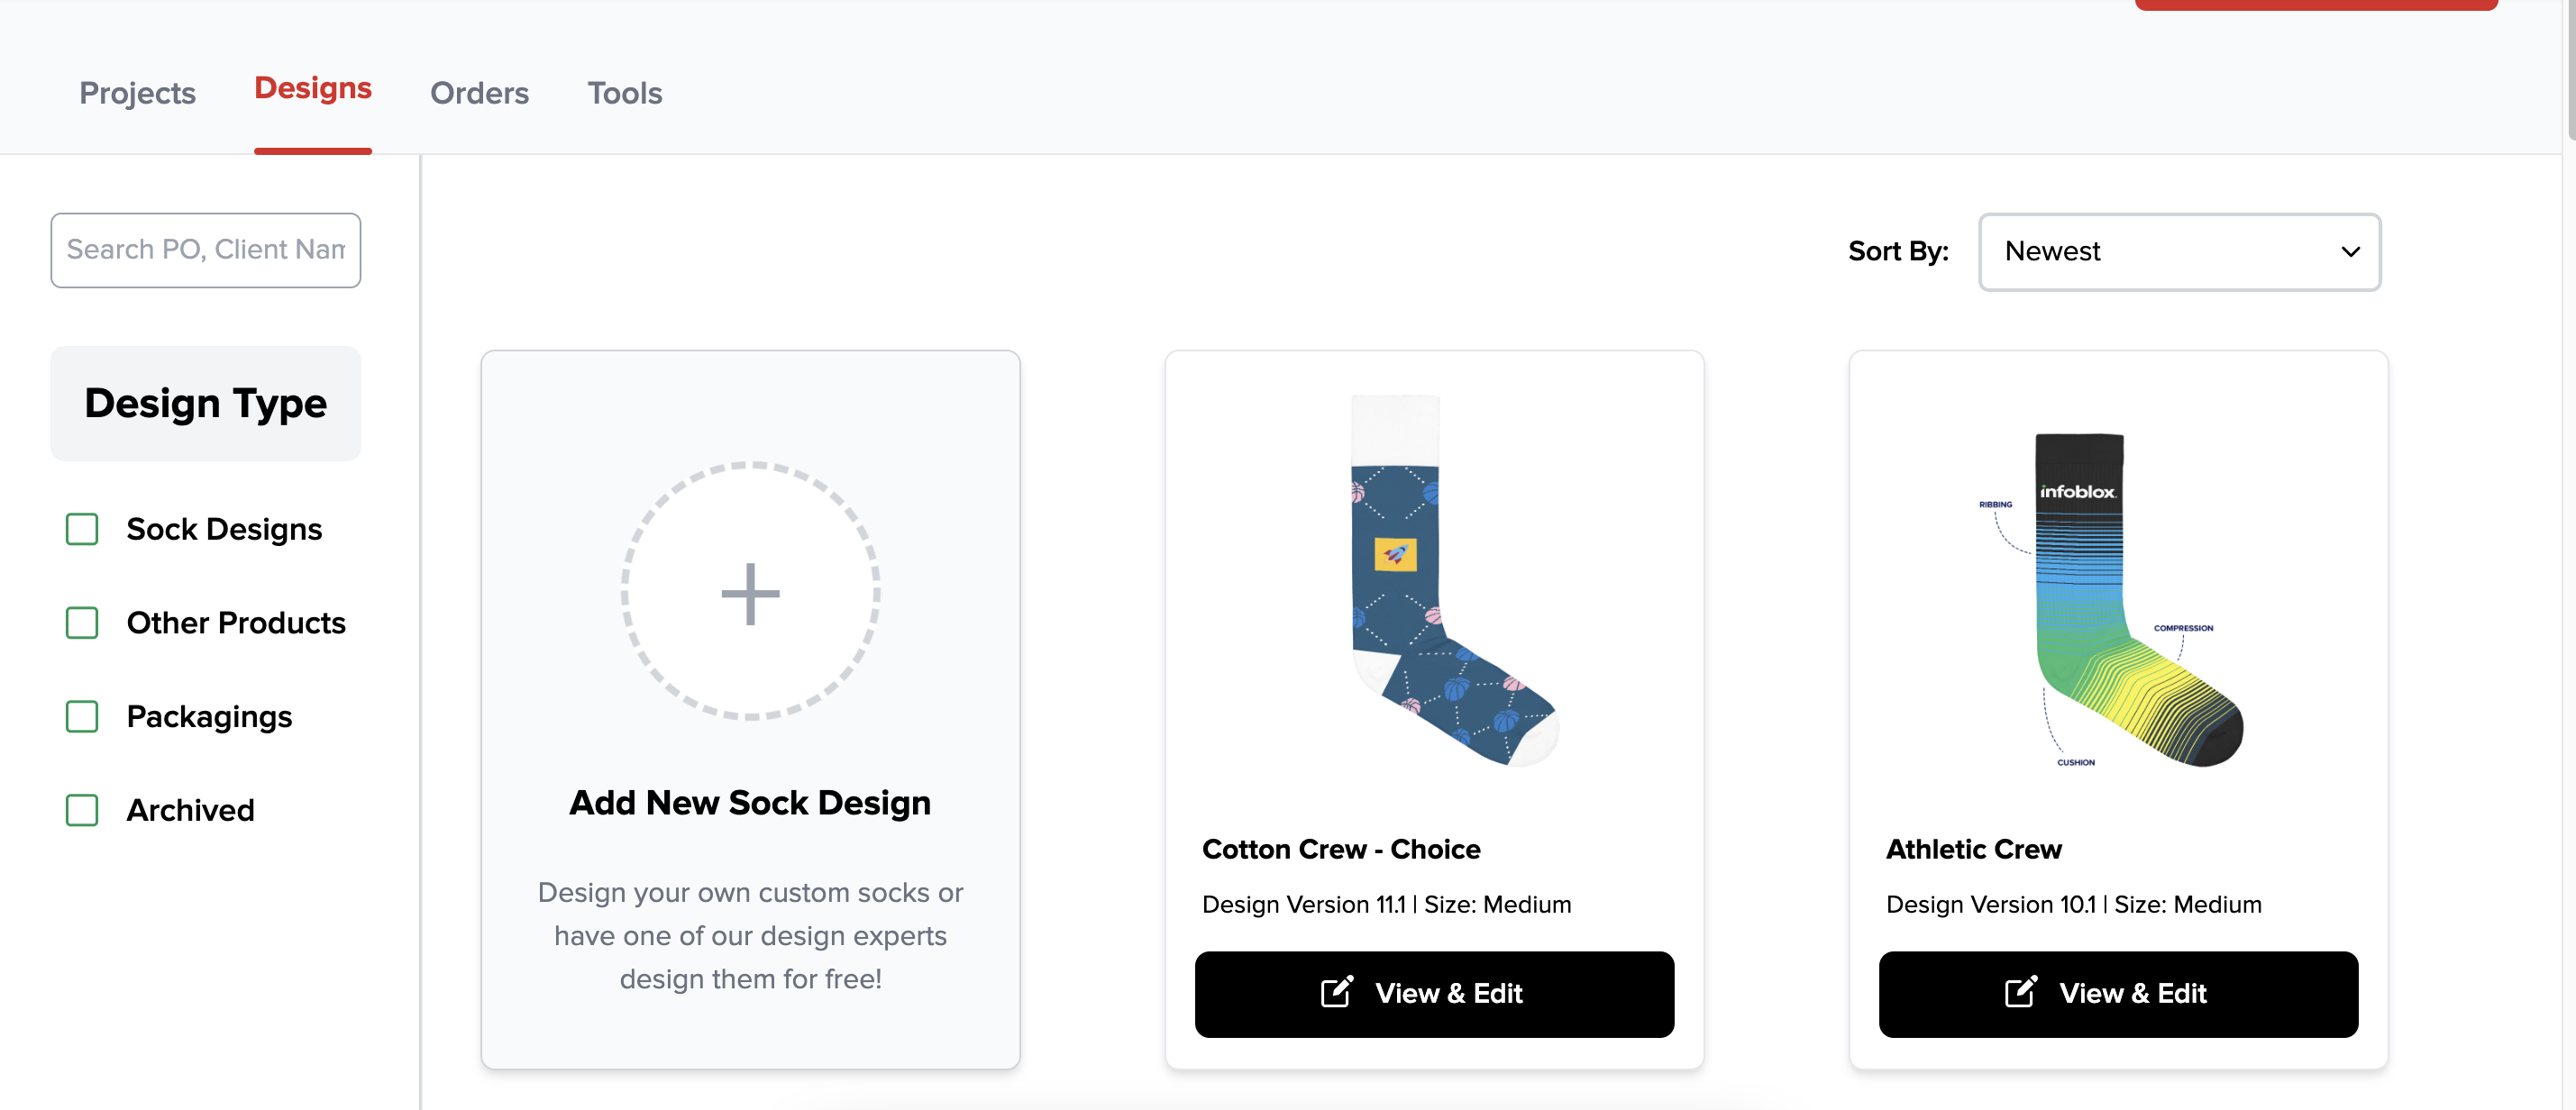 Projects
Designs
Orders
Tools
Search PO, Client Nam
Sort By:
Newest
Design Type
Sock Designs
Other Products
Packagings
Archived
Add New Sock Design
Design your own custom socks or
have one of our design experts
design them for free!
Cotton Crew - Choice
Design Version 11.1 | Size: Medium
View & Edit
infoblox.
RIBBING
COMPRESSION
CUSHION
Athletic Crew
Design Version 10.1 | Size: Medium
View & Edit